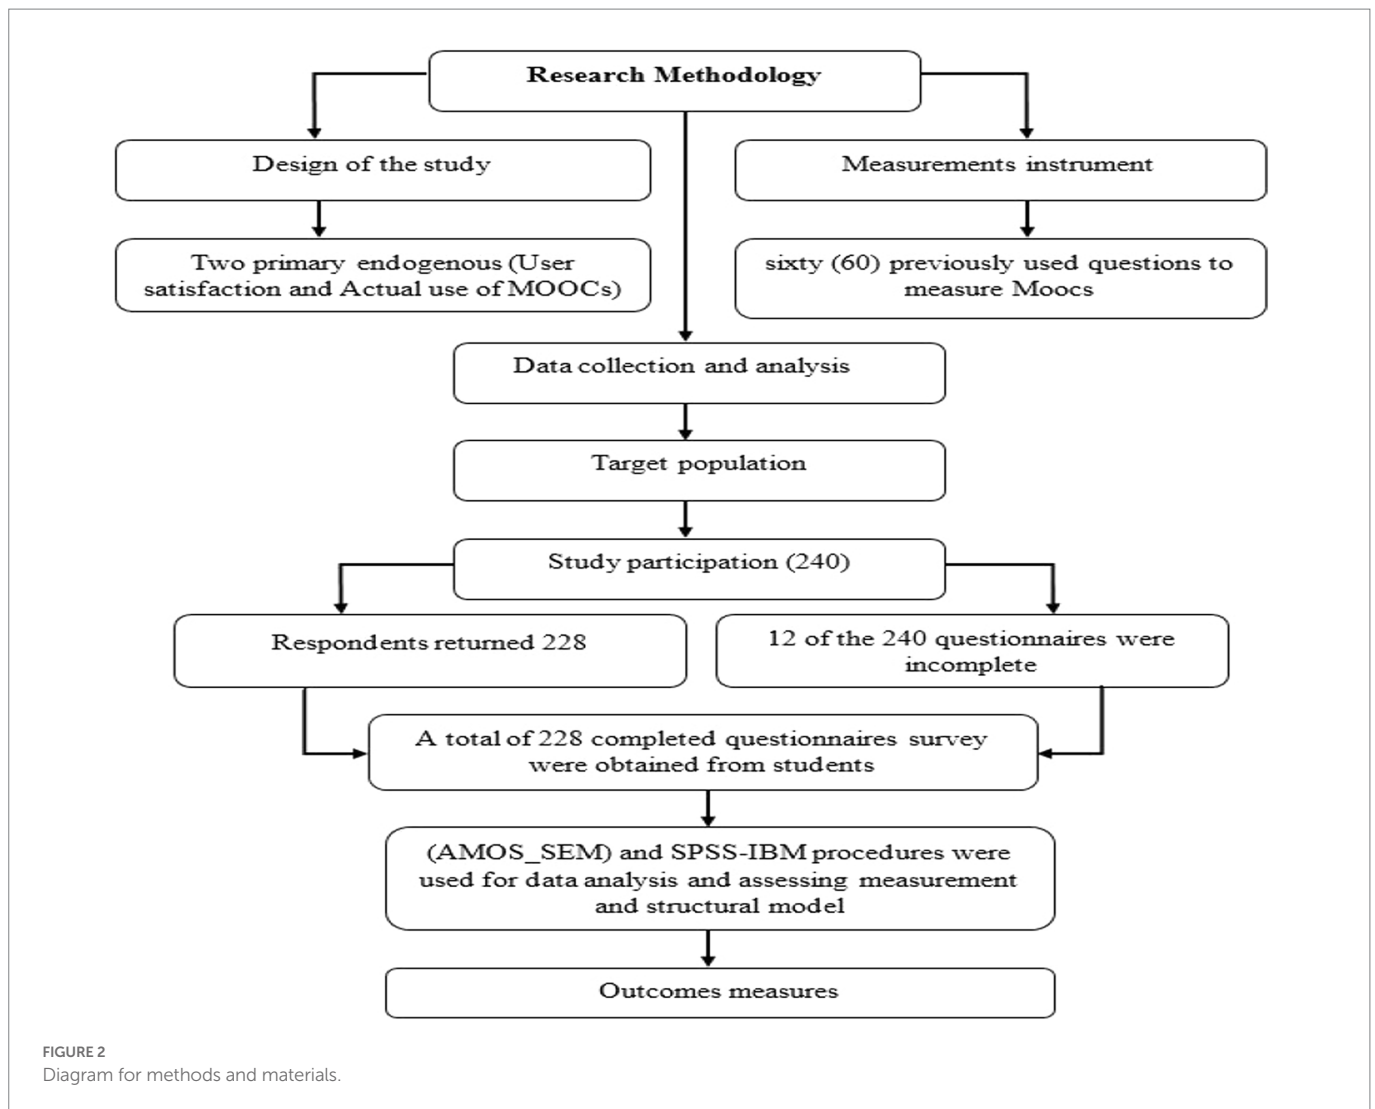 Research Methodology
Design of the study
Measurements instrument
Two primary endogenous (User
satisfaction and Actual use of MOOCs)
sixty (60) previously used questions to
measure Moocs
Data collection and analysis
Target population
Study participation (240)
Respondents returned 228
12 of the 240 questionnaires were
incomplete
A total of 228 completed questionnaires survey
were obtained from students
(AMOS_SEM) and SPSS-IBM procedures were
used for data analysis and assessing measurement
and structural model
Outcomes measures
FIGURE 2
Diagram for methods and materials.